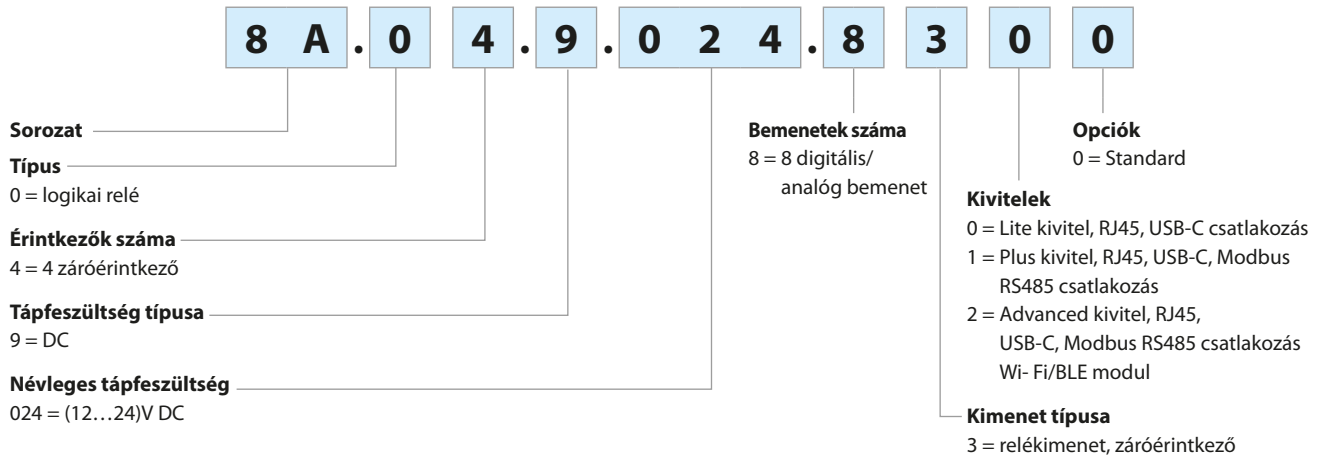 8 A . 0 4 . 9 . 0 2 4 . 8 3 0 0
Sorozat
Típus
0 = logikai relé
Érintkezők száma
4 = 4 záróérintkező
Tápfeszültség típusa
9 = DC
Névleges tápfeszültség
024 = (12…24)V DC
Bemenetek száma
8 = 8 digitális/
analóg bemenet
Opciók
0 = Standard
Kivitelek
0 = Lite kivitel, RJ45, USB-C csatlakozás
1 = Plus kivitel, RJ45, USB-C, Modbus
RS485 csatlakozás
2 = Advanced kivitel, RJ45,
USB-C, Modbus RS485 csatlakozás
Wi- Fi/BLE modul
Kimenet típusa
3 = relékimenet, záróérintkező